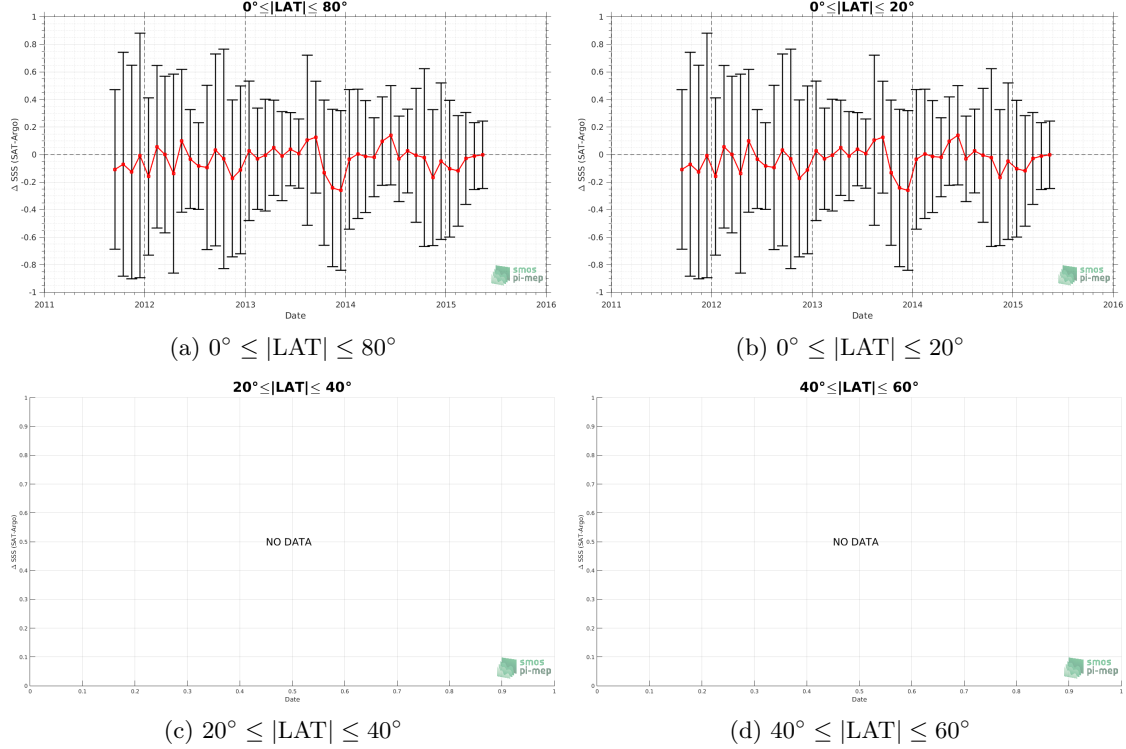 0°≤|LAT|≤ 80°
Δ SSS (SAT-Argo)
1
0.8
0.6
0.4
0.2
0
-0.2
-0.4
-0.6
-0.8
-1
2011 2012 2013 2014 2015 2016
Date
smos
pi-mep
(a) 0° ≤ |LAT| ≤ 80°
0°≤|LAT|≤ 20°
Δ SSS (SAT-Argo)
1
0.8
0.6
0.4
0.2
0
-0.2
-0.4
-0.6
-0.8
-1
2011 2012 2013 2014 2015 2016
Date
smos
pi-mep
(b) 0° ≤ |LAT| ≤ 20°
20°≤|LAT|≤ 40°
Δ SSS (SAT-Argo)
1
0.9
0.8
0.7
0.6
0.5
0.4
0.3
0.2
0.1
0
NO DATA
0 0.1 0.2 0.3 0.4 0.5 0.6 0.7 0.8 0.9 1
Date
smos
pi-mep
(c) 20° ≤ |LAT| ≤ 40°
40°≤|LAT|≤ 60°
Δ SSS (SAT-Argo)
1
0.9
0.8
0.7
0.6
0.5
0.4
0.3
0.2
0.1
0
NO DATA
0 0.1 0.2 0.3 0.4 0.5 0.6 0.7 0.8 0.9 1
Date
smos
pi-mep
(d) 40° ≤ |LAT| ≤ 60°